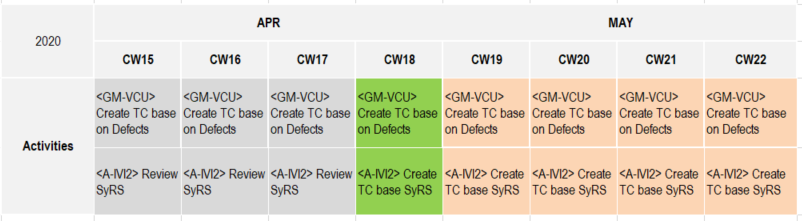 2020
APR
MAY
CW15 CW16 CW17 CW18 CW19 CW20 CW21 CW22
Activities
<GM-VCU> <GM-VCU> <GM-VCU> <GM-VCU> <GM-VCU> <GM-VCU> <GM-VCU> <GM-VCU>
Create TC base Create TC base Create TC base Create TC base Create TC base Create TC base Create TC base Create TC base
on Defects on Defects on Defects on Defects on Defects on Defects on Defects on Defects
<A-IVI2> Review <A-IVI2> Review <A-IVI2> Review <A-IVI2> Create <A-IVI2> Create <A-IVI2> Create <A-IVI2> Create <A-IVI2> Create
SyRS SyRS SyRS TC base SyRS TC base SyRS TC base SyRS TC base SyRS TC base SyRS